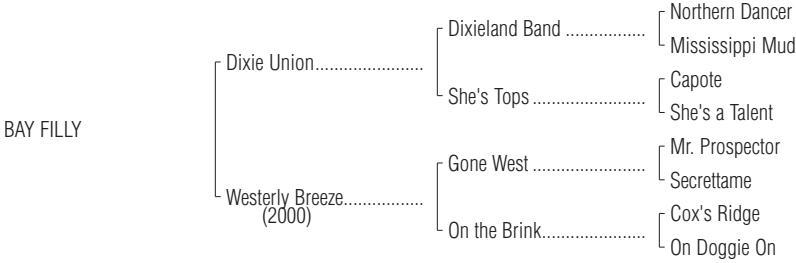 Northern Dancer
Dixieland Band ................
Mississippi Mud
Dixie Union......................
Capote
She's Tops ......................
She's a Talent
BAY FILLY
Mr. Prospector
Gone West ......................
Secrettame
Westerly Breeze................
(2000)
Cox's Ridge
On the Brink.....................
On Doggie On